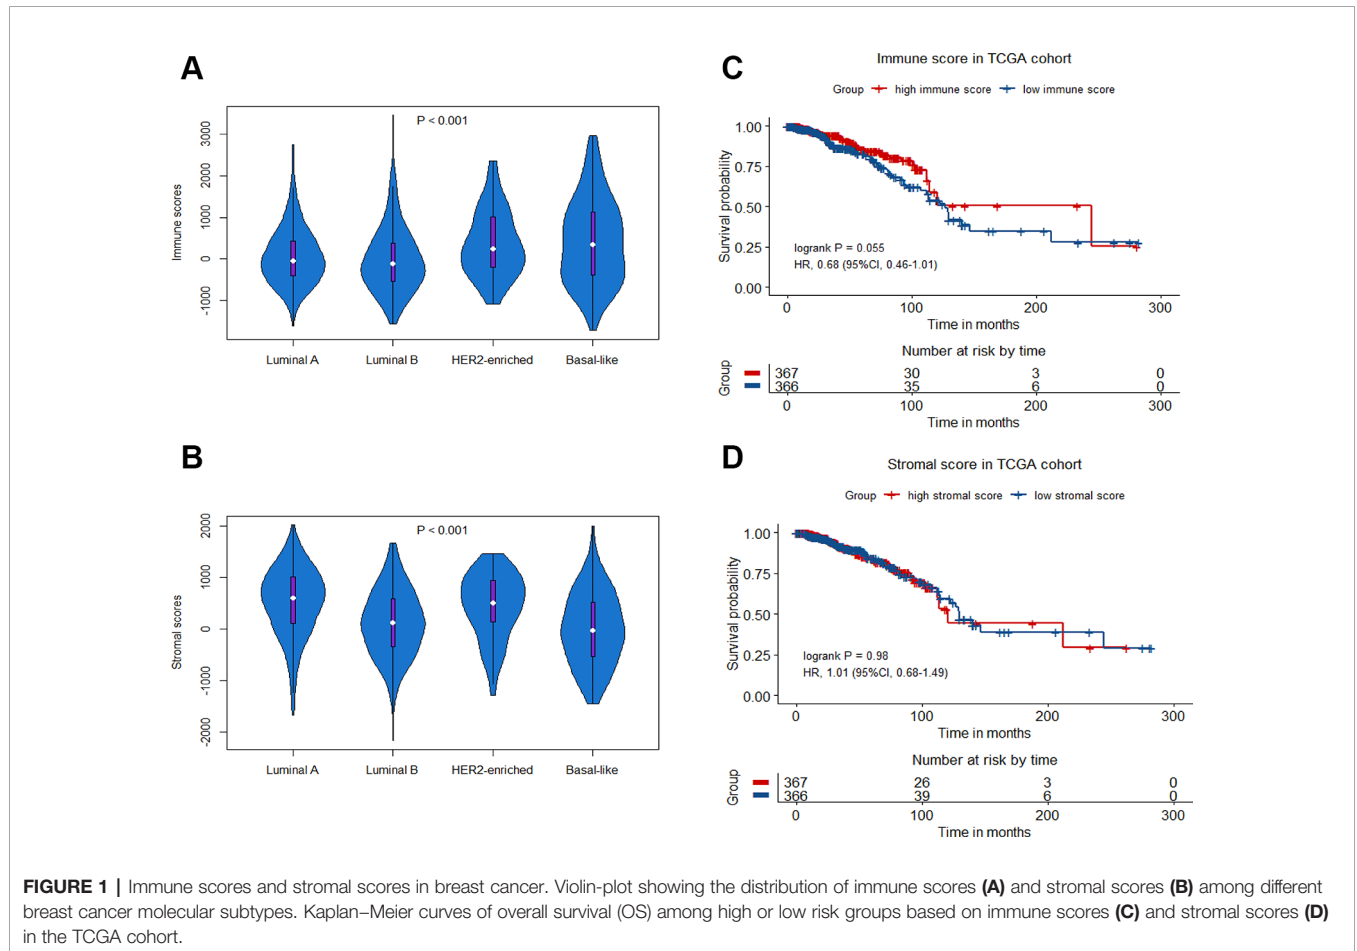 A
P < 0.001
Immune scores
3000
2000
1000
0
-1000
Luminal A Luminal B HER2-enriched Basal-like
B
P < 0.001
Stromal scores
2000
1000
0
-1000
-2000
Luminal A Luminal B HER2-enriched Basal-like
C
Immune score in TCGA cohort
Group high immune score low immune score
Survival probability
1.00
0.75
0.50
0.25
0.00
logrank P = 0.055
HR, 0.68 (95%CI, 0.46-1.01)
0 100 200 300
Time in months
Number at risk by time
Group
367 30 3 0
366 35 6 0
0 100 200 300
Time in months
D
Stromal score in TCGA cohort
Group high stromal score low stromal score
Survival probability
1.00
0.75
0.50
0.25
0.00
logrank P = 0.98
HR, 1.01 (95%CI, 0.68-1.49)
0 100 200 300
Time in months
Number at risk by time
Group
367 26 3 0
366 39 6 0
0 100 200 300
Time in months
FIGURE 1 | Immune scores and stromal scores in breast cancer. Violin-plot showing the distribution of immune scores (A) and stromal scores (B) among different
breast cancer molecular subtypes. Kaplan–Meier curves of overall survival (OS) among high or low risk groups based on immune scores (C) and stromal scores (D)
in the TCGA cohort.